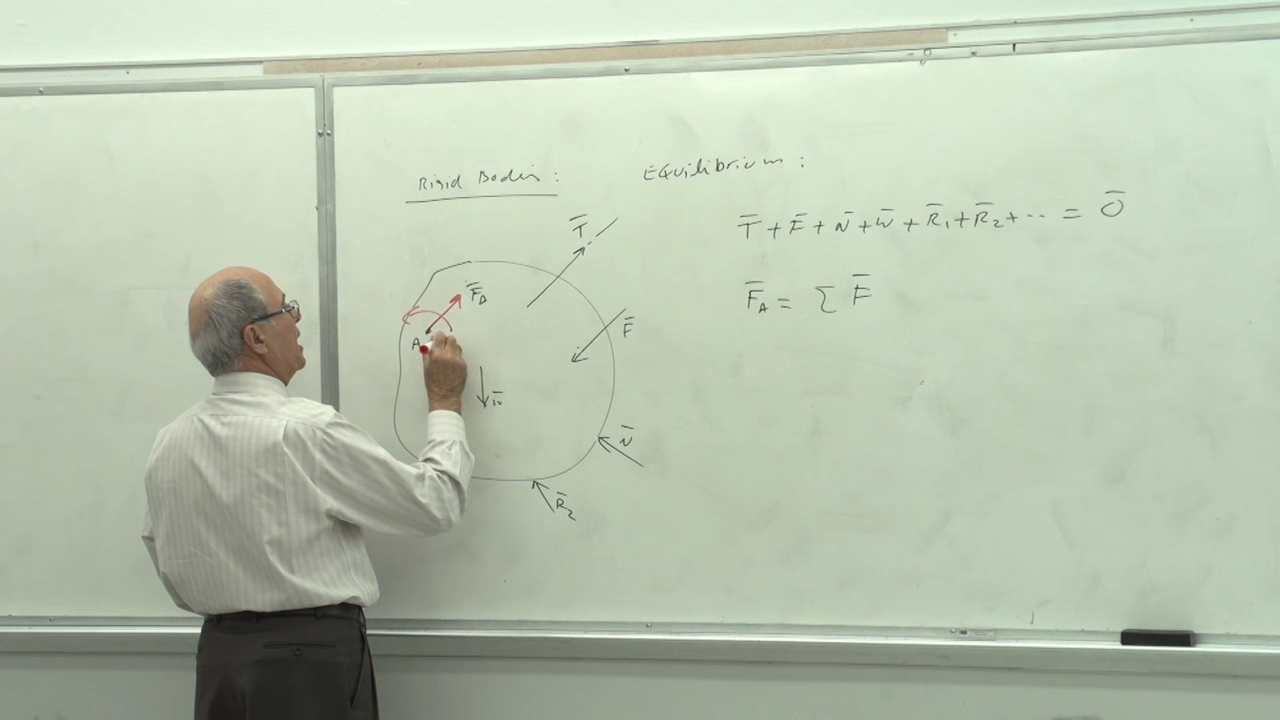 Rigid Bodies :
Equilibrium :
T̄ + F̄ + N̄ + W̄ + R̄₁ + R̄₂ + ... = Ō
F̄_A = Σ F̄
T̄
F̄_A
F̄
A
W̄
N̄
R̄₂